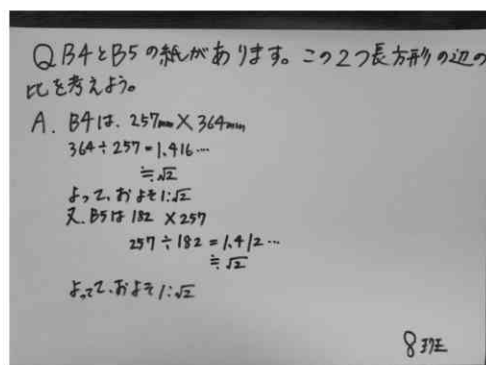 Q B4とB5の紙があります。この2つ長方形の辺の
比を考えよう。
A. B4は、257mm×364mm
364÷257=1.416…
≒√2
よって、およそ1:√2
又、B5は182×257
257÷182=1.412…
≒√2
よって、およそ1:√2
8班